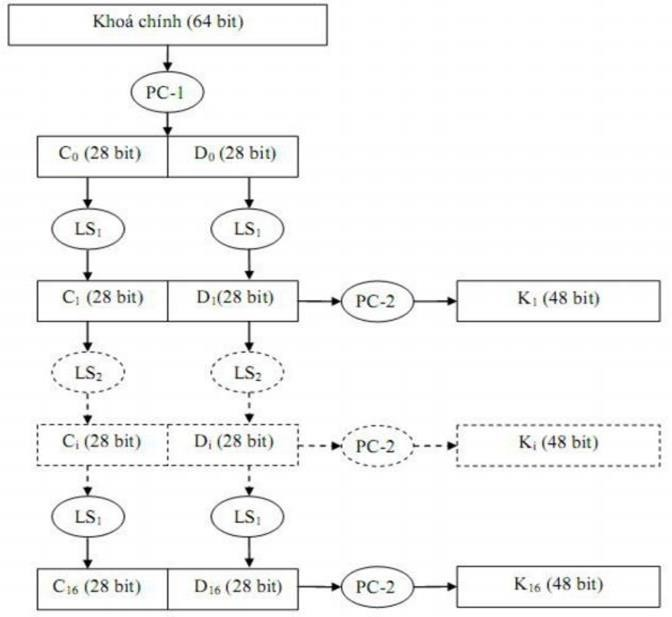 Khoá chính (64 bit)
PC-1
C₀ (28 bit) D₀ (28 bit)
LS₁ LS₁
C₁ (28 bit) D₁(28 bit) PC-2 K₁ (48 bit)
LS₂ LS₂
Cᵢ (28 bit) Dᵢ (28 bit) PC-2 Kᵢ (48 bit)
LS₁ LS₁
C₁₆ (28 bit) D₁₆ (28 bit) PC-2 K₁₆ (48 bit)